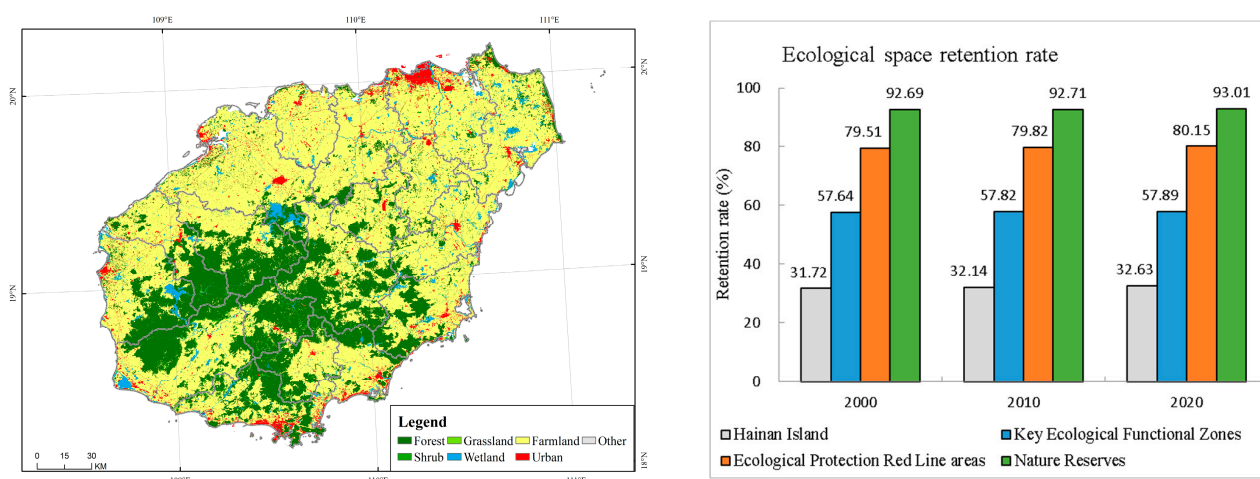 109°E
110°E
111°E
20°N
20°N
19°N
19°N
18°N
Legend
Forest Grassland Farmland Other
Shrub Wetland Urban
0 15 30
KM
Ecological space retention rate
Retention rate (%)
100
80
60
40
20
0
31.72
57.64
79.51
92.69
32.14
57.82
79.82
92.71
32.63
57.89
80.15
93.01
2000 2010 2020
Hainan Island Key Ecological Functional Zones
Ecological Protection Red Line areas Nature Reserves